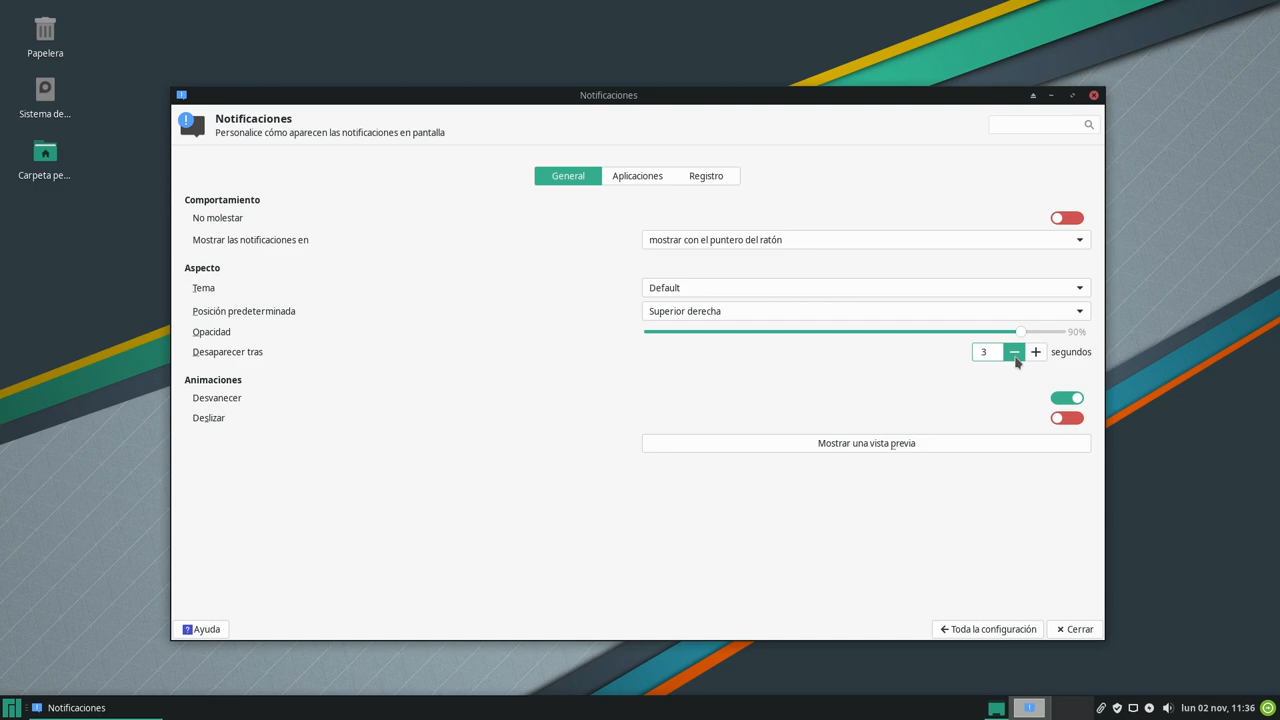 Papelera
Sistema de...
Carpeta pe...
Notificaciones
Notificaciones
Personalice cómo aparecen las notificaciones en pantalla
General
Aplicaciones
Registro
Comportamiento
No molestar
Mostrar las notificaciones en
mostrar con el puntero del ratón
Aspecto
Tema
Default
Posición predeterminada
Superior derecha
Opacidad
90%
Desaparecer tras
3
segundos
Animaciones
Desvanecer
Deslizar
Mostrar una vista previa
Ayuda
Toda la configuración
Cerrar
Notificaciones
lun 02 nov, 11:36